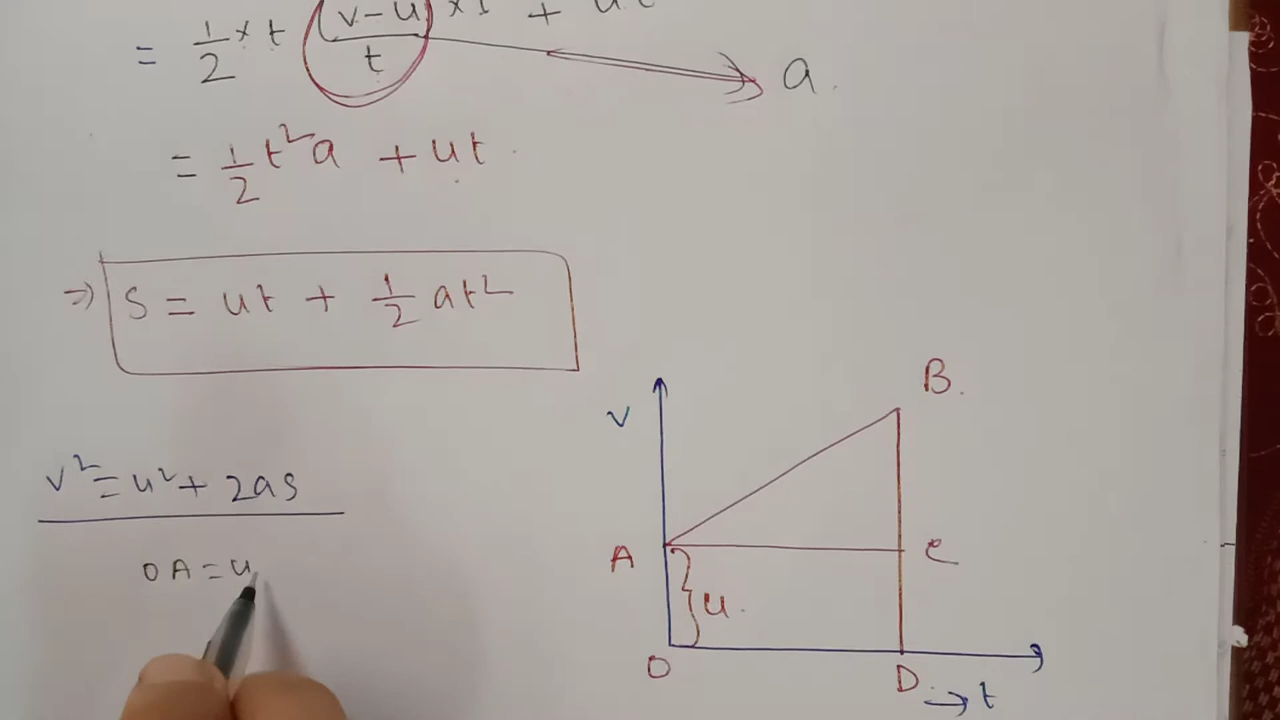 = 1/2 × t (v-u)/t × t + ut
→ a.
= 1/2 t²a + ut
⇒ S = ut + 1/2 at²
B.
V
v² = u² + 2as
A
C
OA = u
u.
O
D
→ t